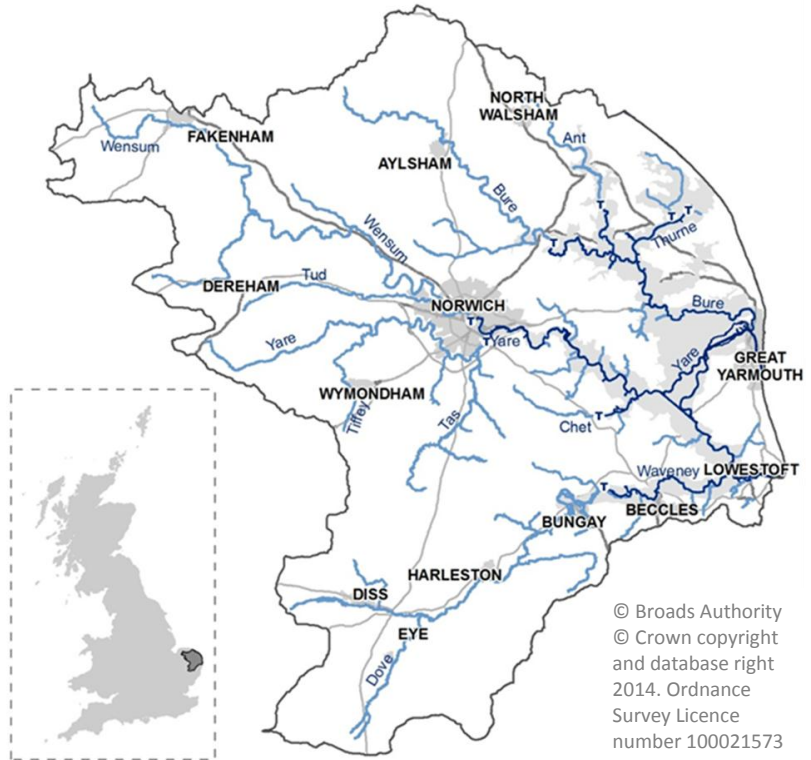 NORTH
WALSHAM
FAKENHAM
Wensum
Ant
AYLSHAM
Bure
T
T
T
Wensum
Thurne
T
Tud
DEREHAM
NORWICH
Bure
T
Yare
T
Yare
Yare
GREAT
YARMOUTH
WYMONDHAM
Tiffey
Tas
T
Chet
Waveney
LOWESTOFT
T
BECCLES
BUNGAY
HARLESTON
DISS
EYE
Dove
© Broads Authority
© Crown copyright
and database right
2014. Ordnance
Survey Licence
number 100021573